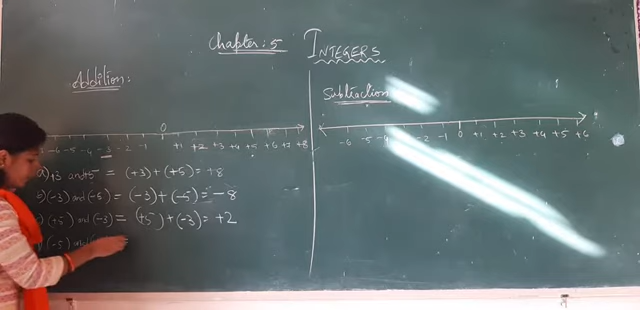 Chapter: 5 INTEGERS
Addition:
Subtraction
0
-6 -5 -4 -3 -2 -1 +1 +2 +3 +4 +5 +6 +7 +8
-6 -5 -4 -2 -1 0 +1 +2 +3 +4 +5 +6
a) +3 and +5 = (+3) + (+5) = +8
b) (-3) and (-5) = (-3) + (-5) = -8
c) (+5) and (-3) = (+5) + (-3) = +2
(-5) and =